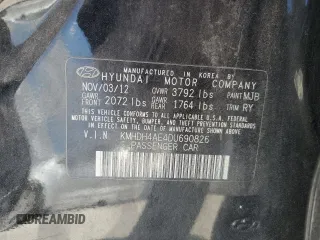 MANUFACTURED IN KOREA BY
HYUNDAI MOTOR COMPANY
NOV/03/12 GVWR 3792 lbs PAINT MJB
GAWR FRONT 2072 lbs GAWR REAR 1764 lbs TRIM RY
THIS VEHICLE CONFORMS TO ALL APPLICABLE
FEDERAL MOTOR VEHICLE SAFETY,
BUMPER, AND THEFT PREVENTION STANDARDS
IN EFFECT ON THE DATE OF
MANUFACTURE SHOWN ABOVE.
V.I.N. KMHDH4AE4DU690826
PASSENGER CAR
EPICAR.BID